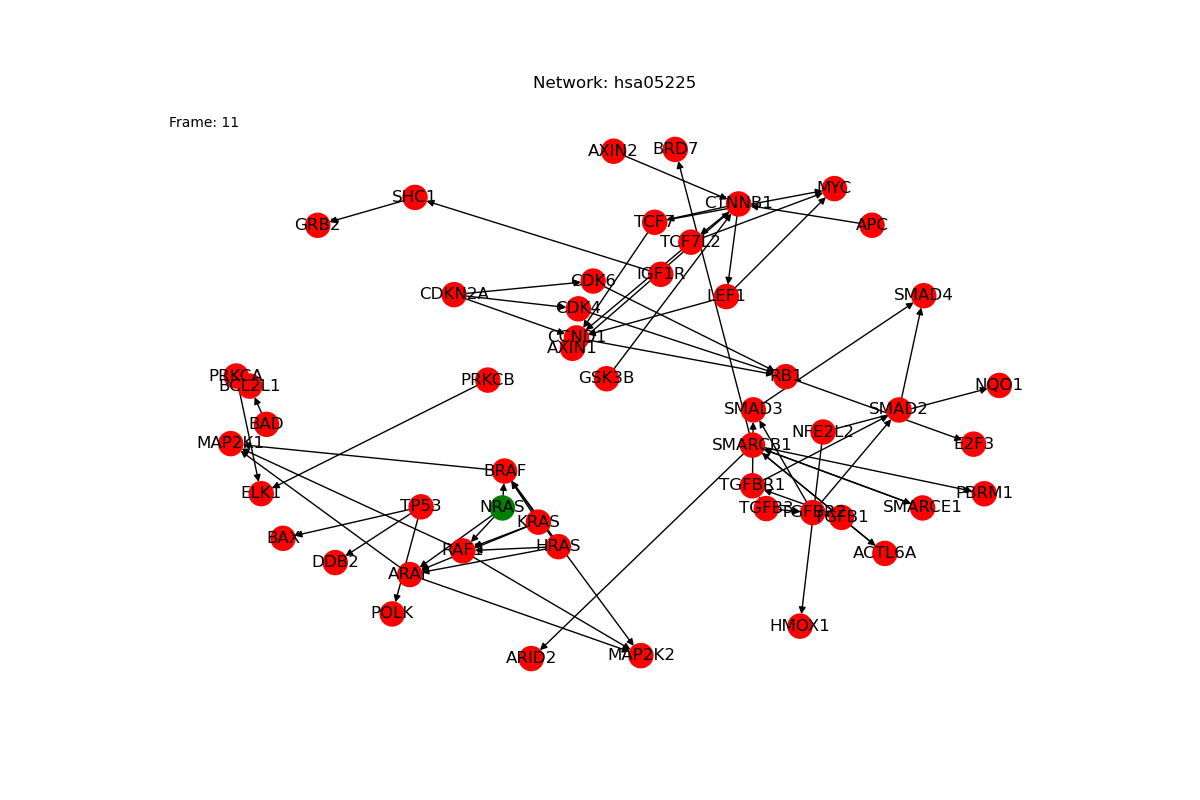 Network: hsa05225
Frame: 11
AXIN2
BRD7
MYC
SHC1
CTNNB1
GRB2
TCF7
APC
TCF7L2
IGF1R
CDK6
CDKN2A
LEF1
SMAD4
CDK4
CCND1
AXIN1
PRKCA
BCL2L1
PRKCB
GSK3B
RB1
NQO1
SMAD3
SMAD2
BAD
NFE2L2
MAP2K1
SMARCB1
E2F3
BRAF
ELK1
TGFBR1
PBRM1
TP53
NRAS
TGFB3
TGFBR2
TGFB1
SMARCE1
KRAS
BAX
RAF1
HRAS
ACTL6A
DDB2
ARAF
POLK
HMOX1
ARID2
MAP2K2